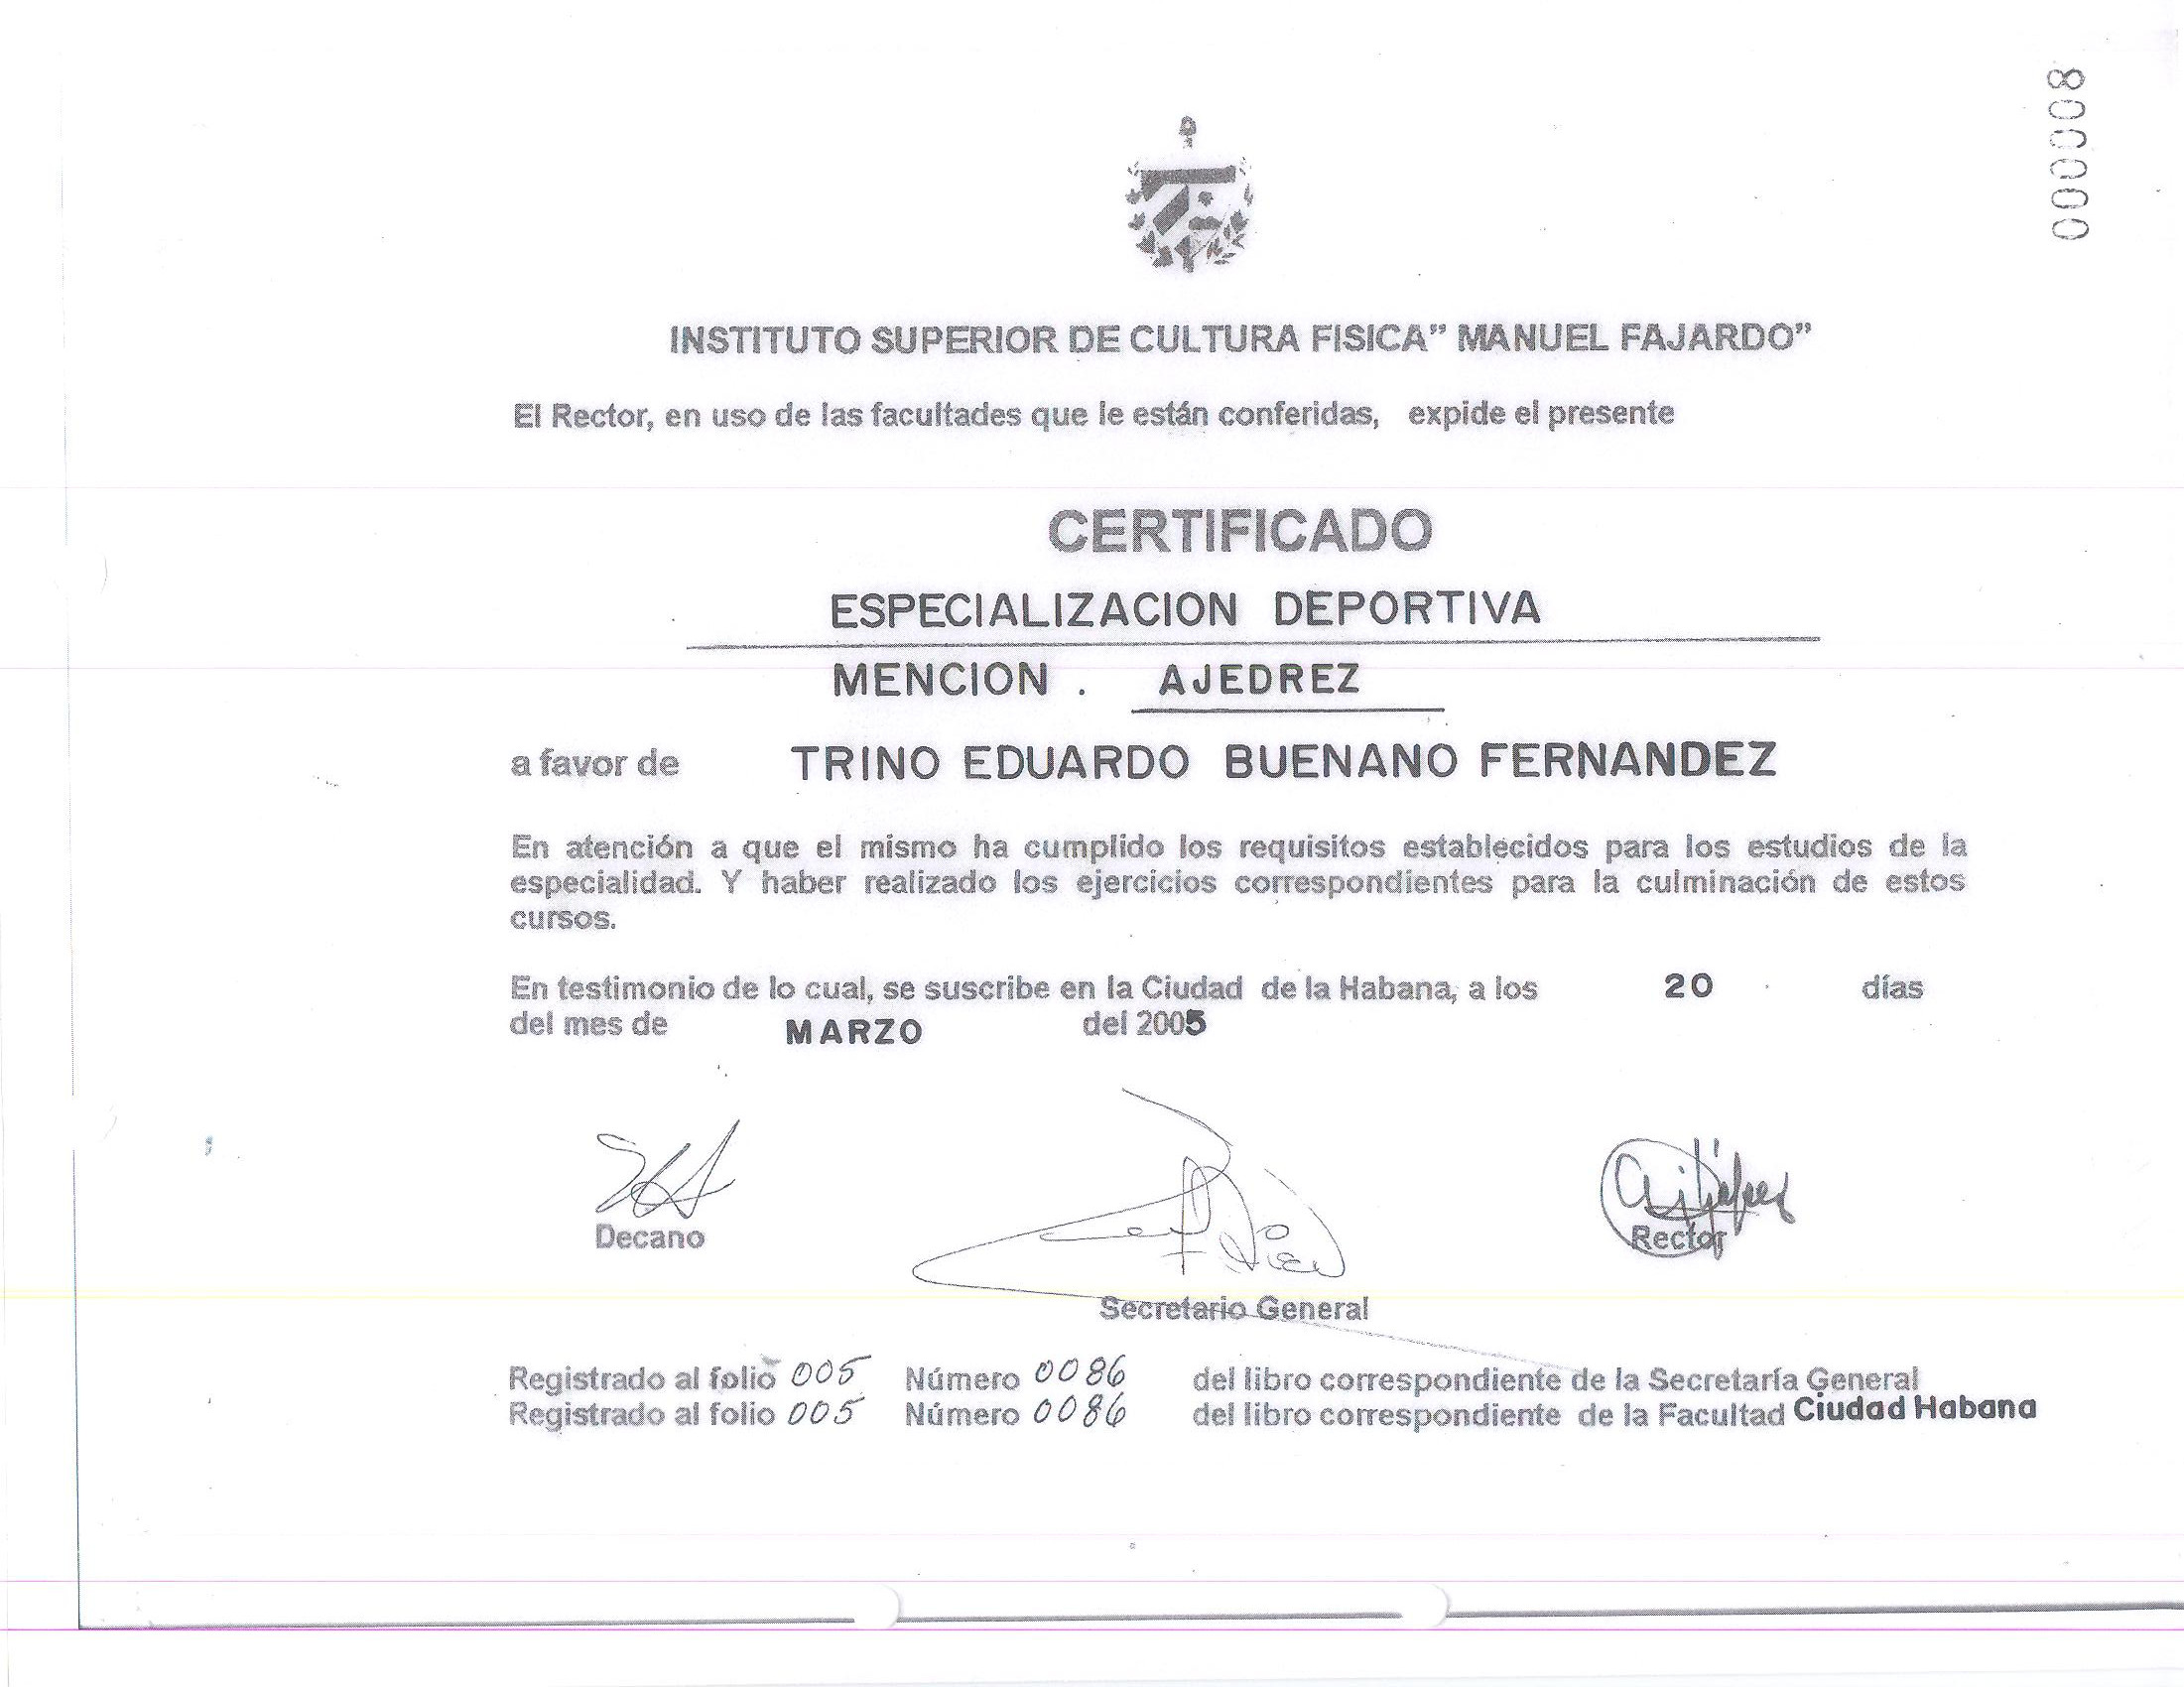 800000
INSTITUTO SUPERIOR DE CULTURA FISICA” MANUEL FAJARDO”
El Rector, en uso de las facultades que le están conferidas, expide el presente
CERTIFICADO
ESPECIALIZACION DEPORTIVA
MENCION . AJEDREZ
a favor de TRINO EDUARDO BUENANO FERNANDEZ
En atención a que el mismo ha cumplido los requisitos establecidos para los estudios de la
especialidad. Y haber realizado los ejercicios correspondientes para la culminación de estos
cursos.
En testimonio de lo cual, se suscribe en la Ciudad de la Habana, a los 20 días
del mes de MARZO del 2005
Decano
Rector
Secretario General
Registrado al folio 005 Número 0086 del libro correspondiente de la Secretaría General
Registrado al folio 005 Número 0086 del libro correspondiente de la Facultad Ciudad Habana